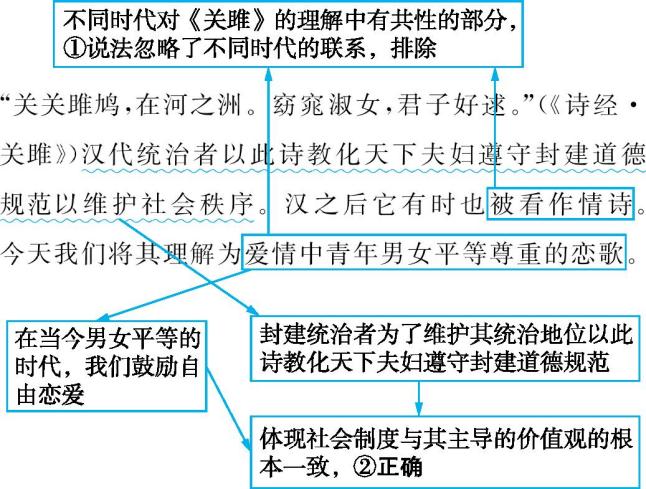 不同时代对《关雎》的理解中有共性的部分，
①说法忽略了不同时代的联系，排除
“关关雎鸠，在河之洲。窈窕淑女，君子好逑。”(《诗经·
关雎》)汉代统治者以此诗教化天下夫妇遵守封建道德
规范以维护社会秩序。汉之后它有时也被看作情诗。
今天我们将其理解为爱情中青年男女平等尊重的恋歌。
在当今男女平等的
时代，我们鼓励自
由恋爱
封建统治者为了维护其统治地位以此
诗教化天下夫妇遵守封建道德规范
体现社会制度与其主导的价值观的根
本一致，②正确